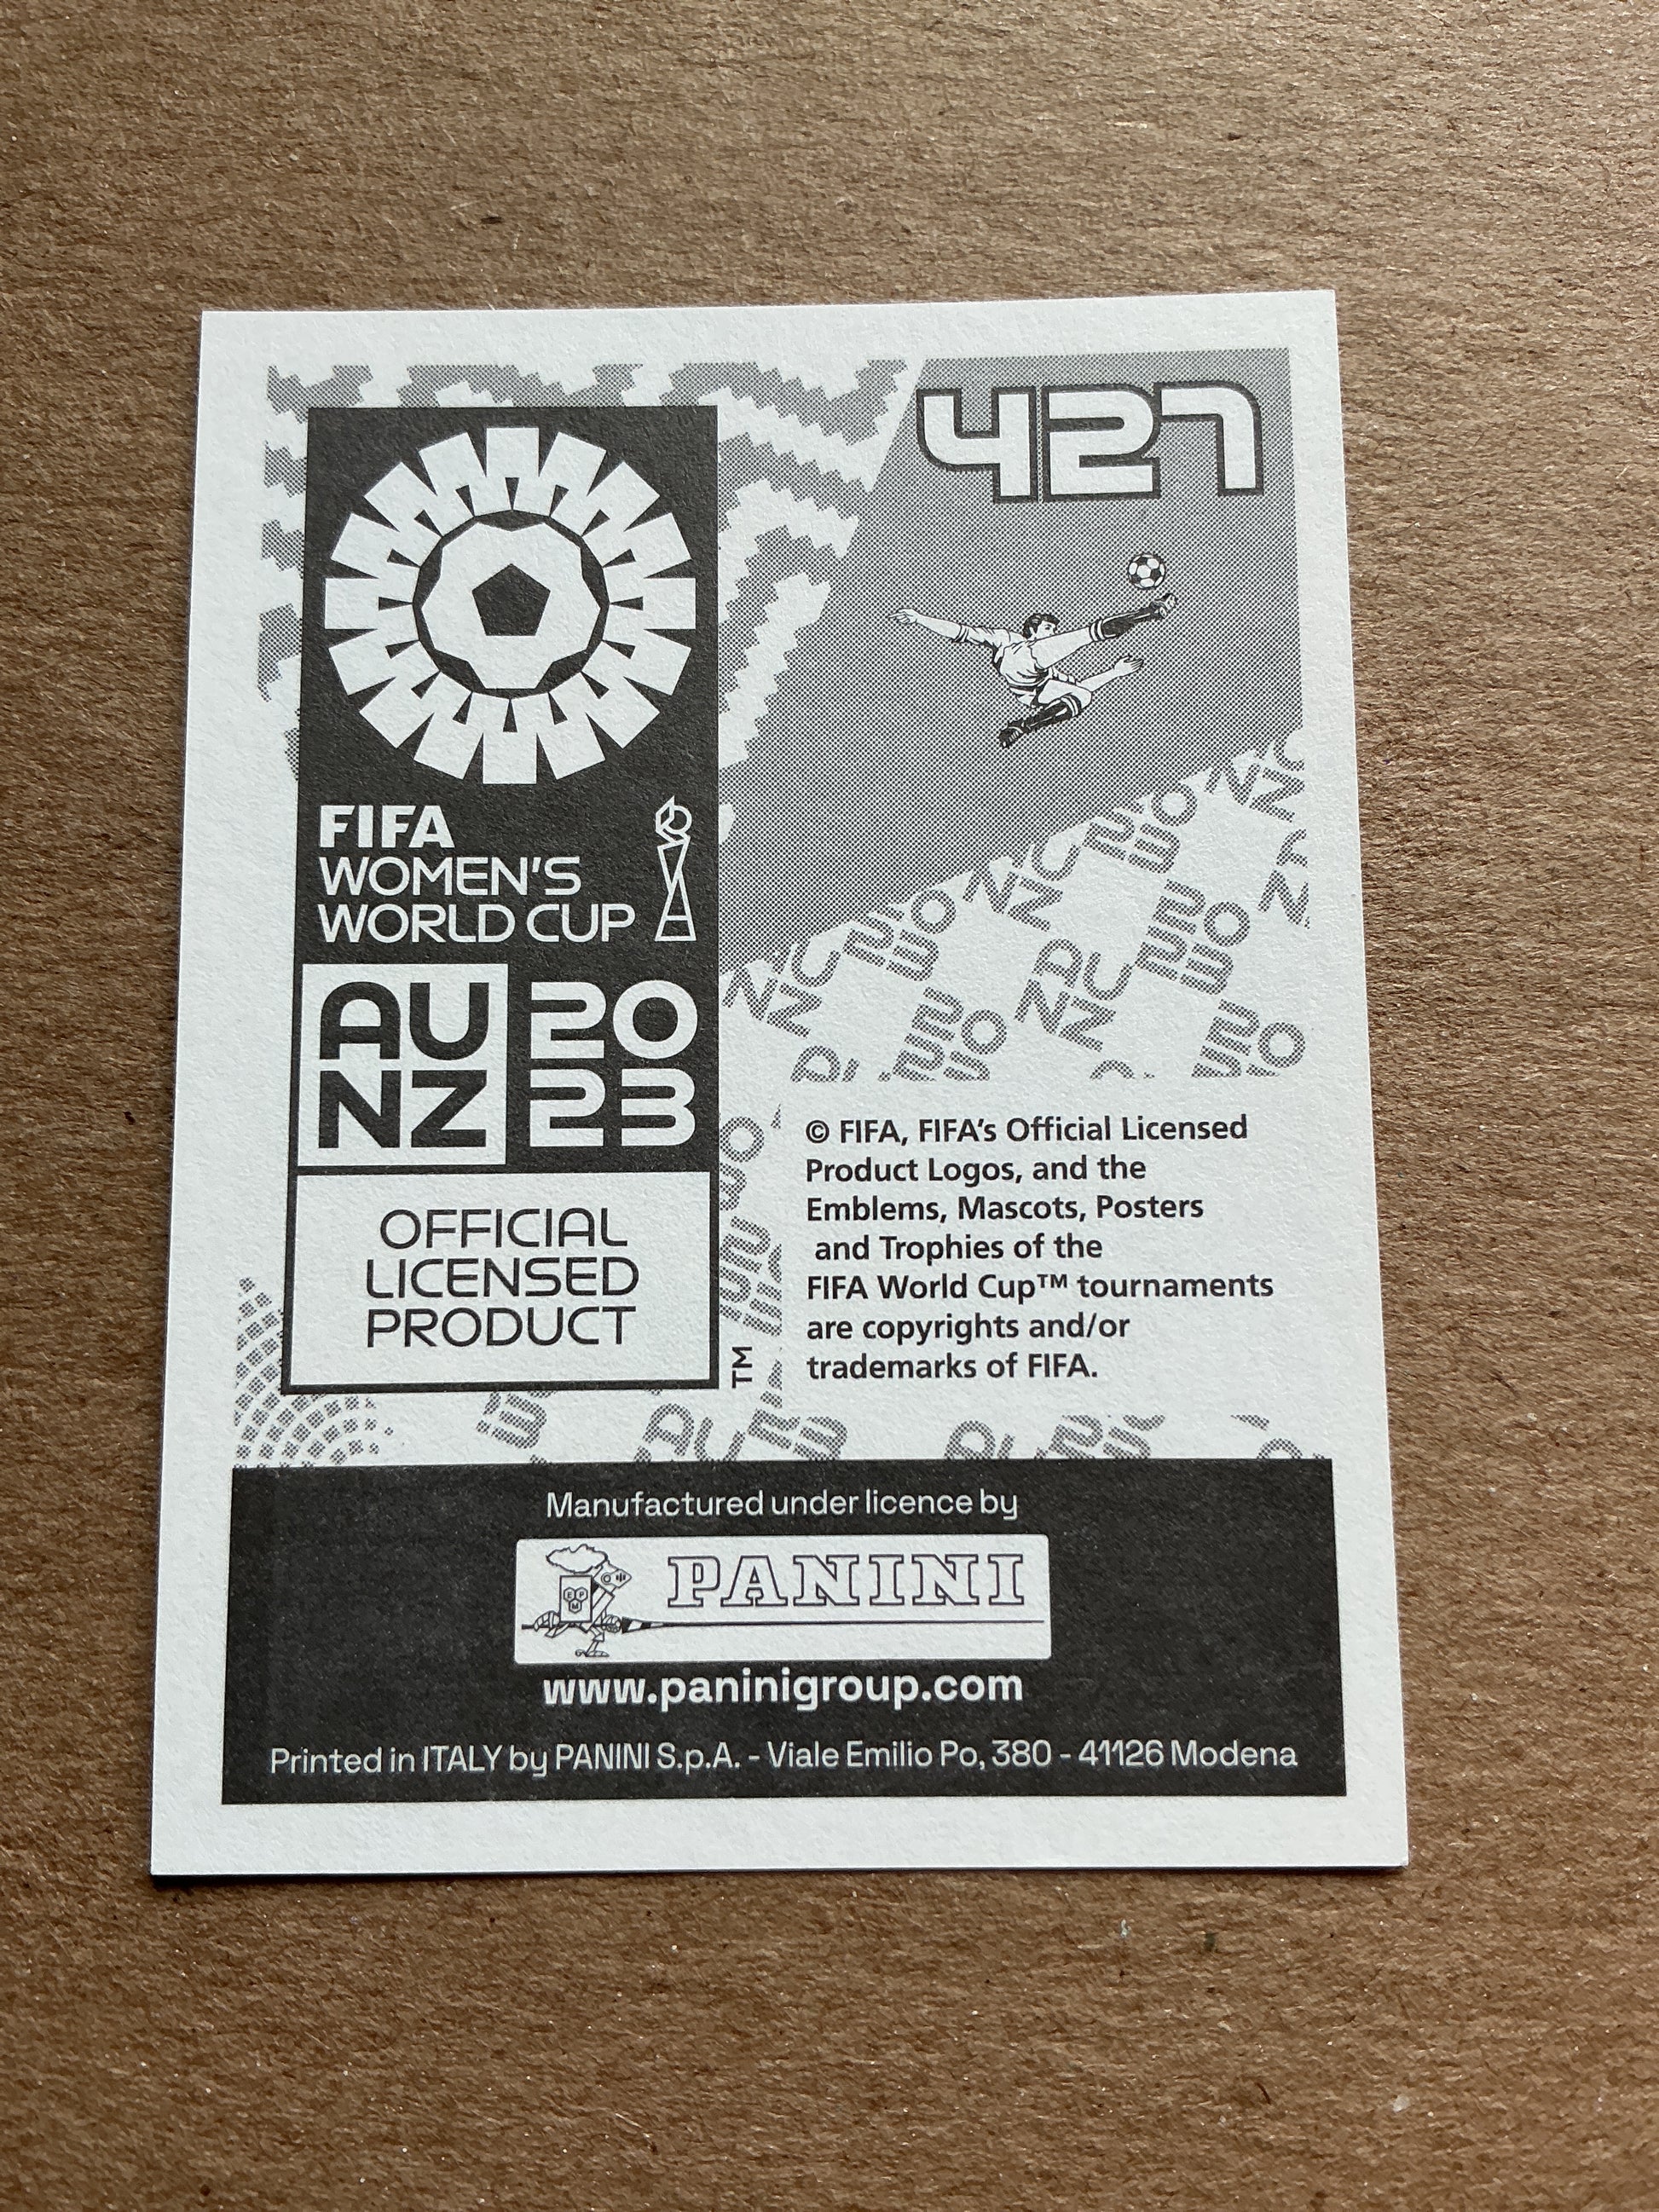 427
FIFA
WOMEN'S
WORLD CUP
AU
NZ
20
23
OFFICIAL
LICENSED
PRODUCT
TM
© FIFA, FIFA's Official Licensed
Product Logos, and the
Emblems, Mascots, Posters
and Trophies of the
FIFA World Cup™ tournaments
are copyrights and/or
trademarks of FIFA.
Manufactured under licence by
PANINI
www.paninigroup.com
Printed in ITALY by PANINI S.p.A. - Viale Emilio Po, 380 - 41126 Modena